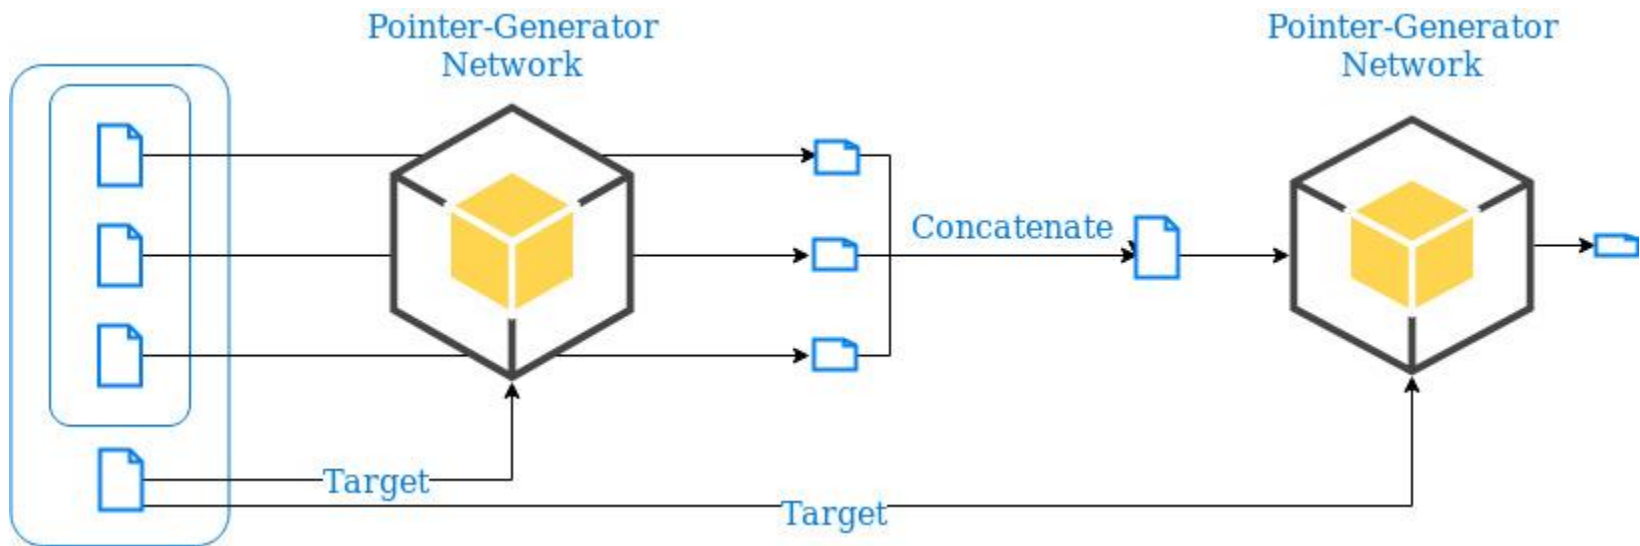 Pointer-Generator
Network
Pointer-Generator
Network
Concatenate
Target
Target